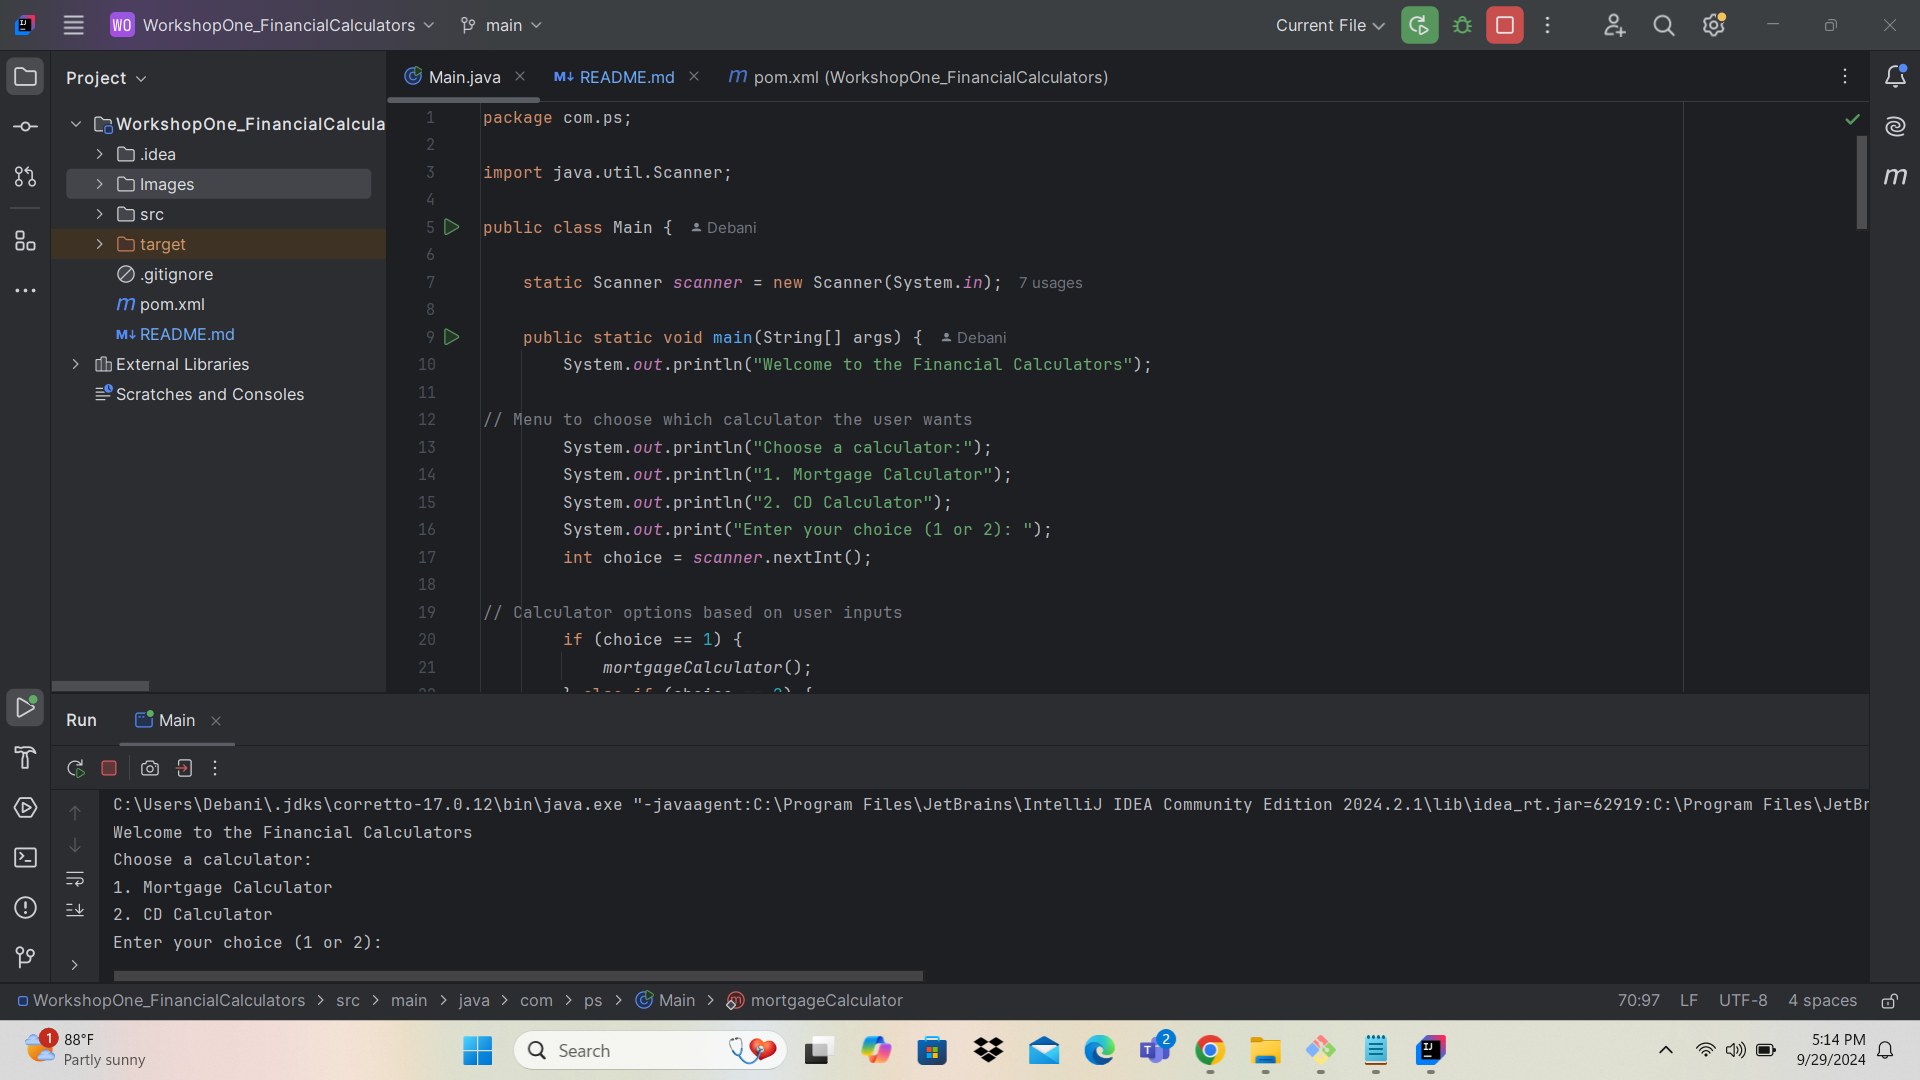 WO WorkshopOne_FinancialCalculators main Current File
Project
WorkshopOne_FinancialCalcula
.idea
Images
src
target
.gitignore
pom.xml
README.md
External Libraries
Scratches and Consoles
Main.java README.md pom.xml (WorkshopOne_FinancialCalculators)
1 package com.ps;
2
3 import java.util.Scanner;
4
5 public class Main { Debani
6
7 static Scanner scanner = new Scanner(System.in); 7 usages
8
9 public static void main(String[] args) { Debani
10 System.out.println("Welcome to the Financial Calculators");
11
12 // Menu to choose which calculator the user wants
13 System.out.println("Choose a calculator:");
14 System.out.println("1. Mortgage Calculator");
15 System.out.println("2. CD Calculator");
16 System.out.print("Enter your choice (1 or 2): ");
17 int choice = scanner.nextInt();
18
19 // Calculator options based on user inputs
20 if (choice == 1) {
21 mortgageCalculator();
Run Main
C:\Users\Debani\.jdks\corretto-17.0.12\bin\java.exe "-javaagent:C:\Program Files\JetBrains\IntelliJ IDEA Community Edition 2024.2.1\lib\idea_rt.jar=62919:C:\Program Files\JetBr
Welcome to the Financial Calculators
Choose a calculator:
1. Mortgage Calculator
2. CD Calculator
Enter your choice (1 or 2):
WorkshopOne_FinancialCalculators > src > main > java > com > ps > Main > mortgageCalculator 70:97 LF UTF-8 4 spaces
1 88°F
Partly sunny
Search
2
5:14 PM
9/29/2024